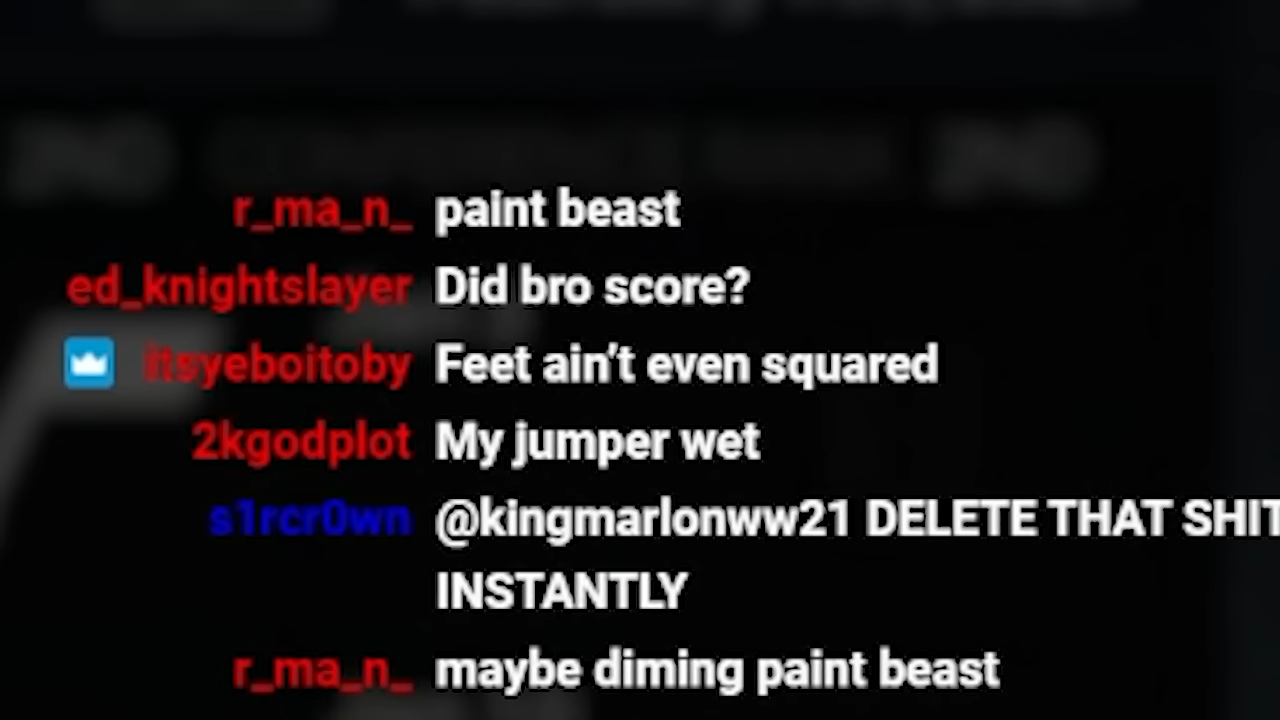 r_ma_n_ paint beast
ed_knightslayer Did bro score?
itsyeboitoby Feet ain't even squared
2kgodplot My jumper wet
s1rcr0wn @kingmarlonww21 DELETE THAT SHIT
INSTANTLY
r_ma_n_ maybe diming paint beast